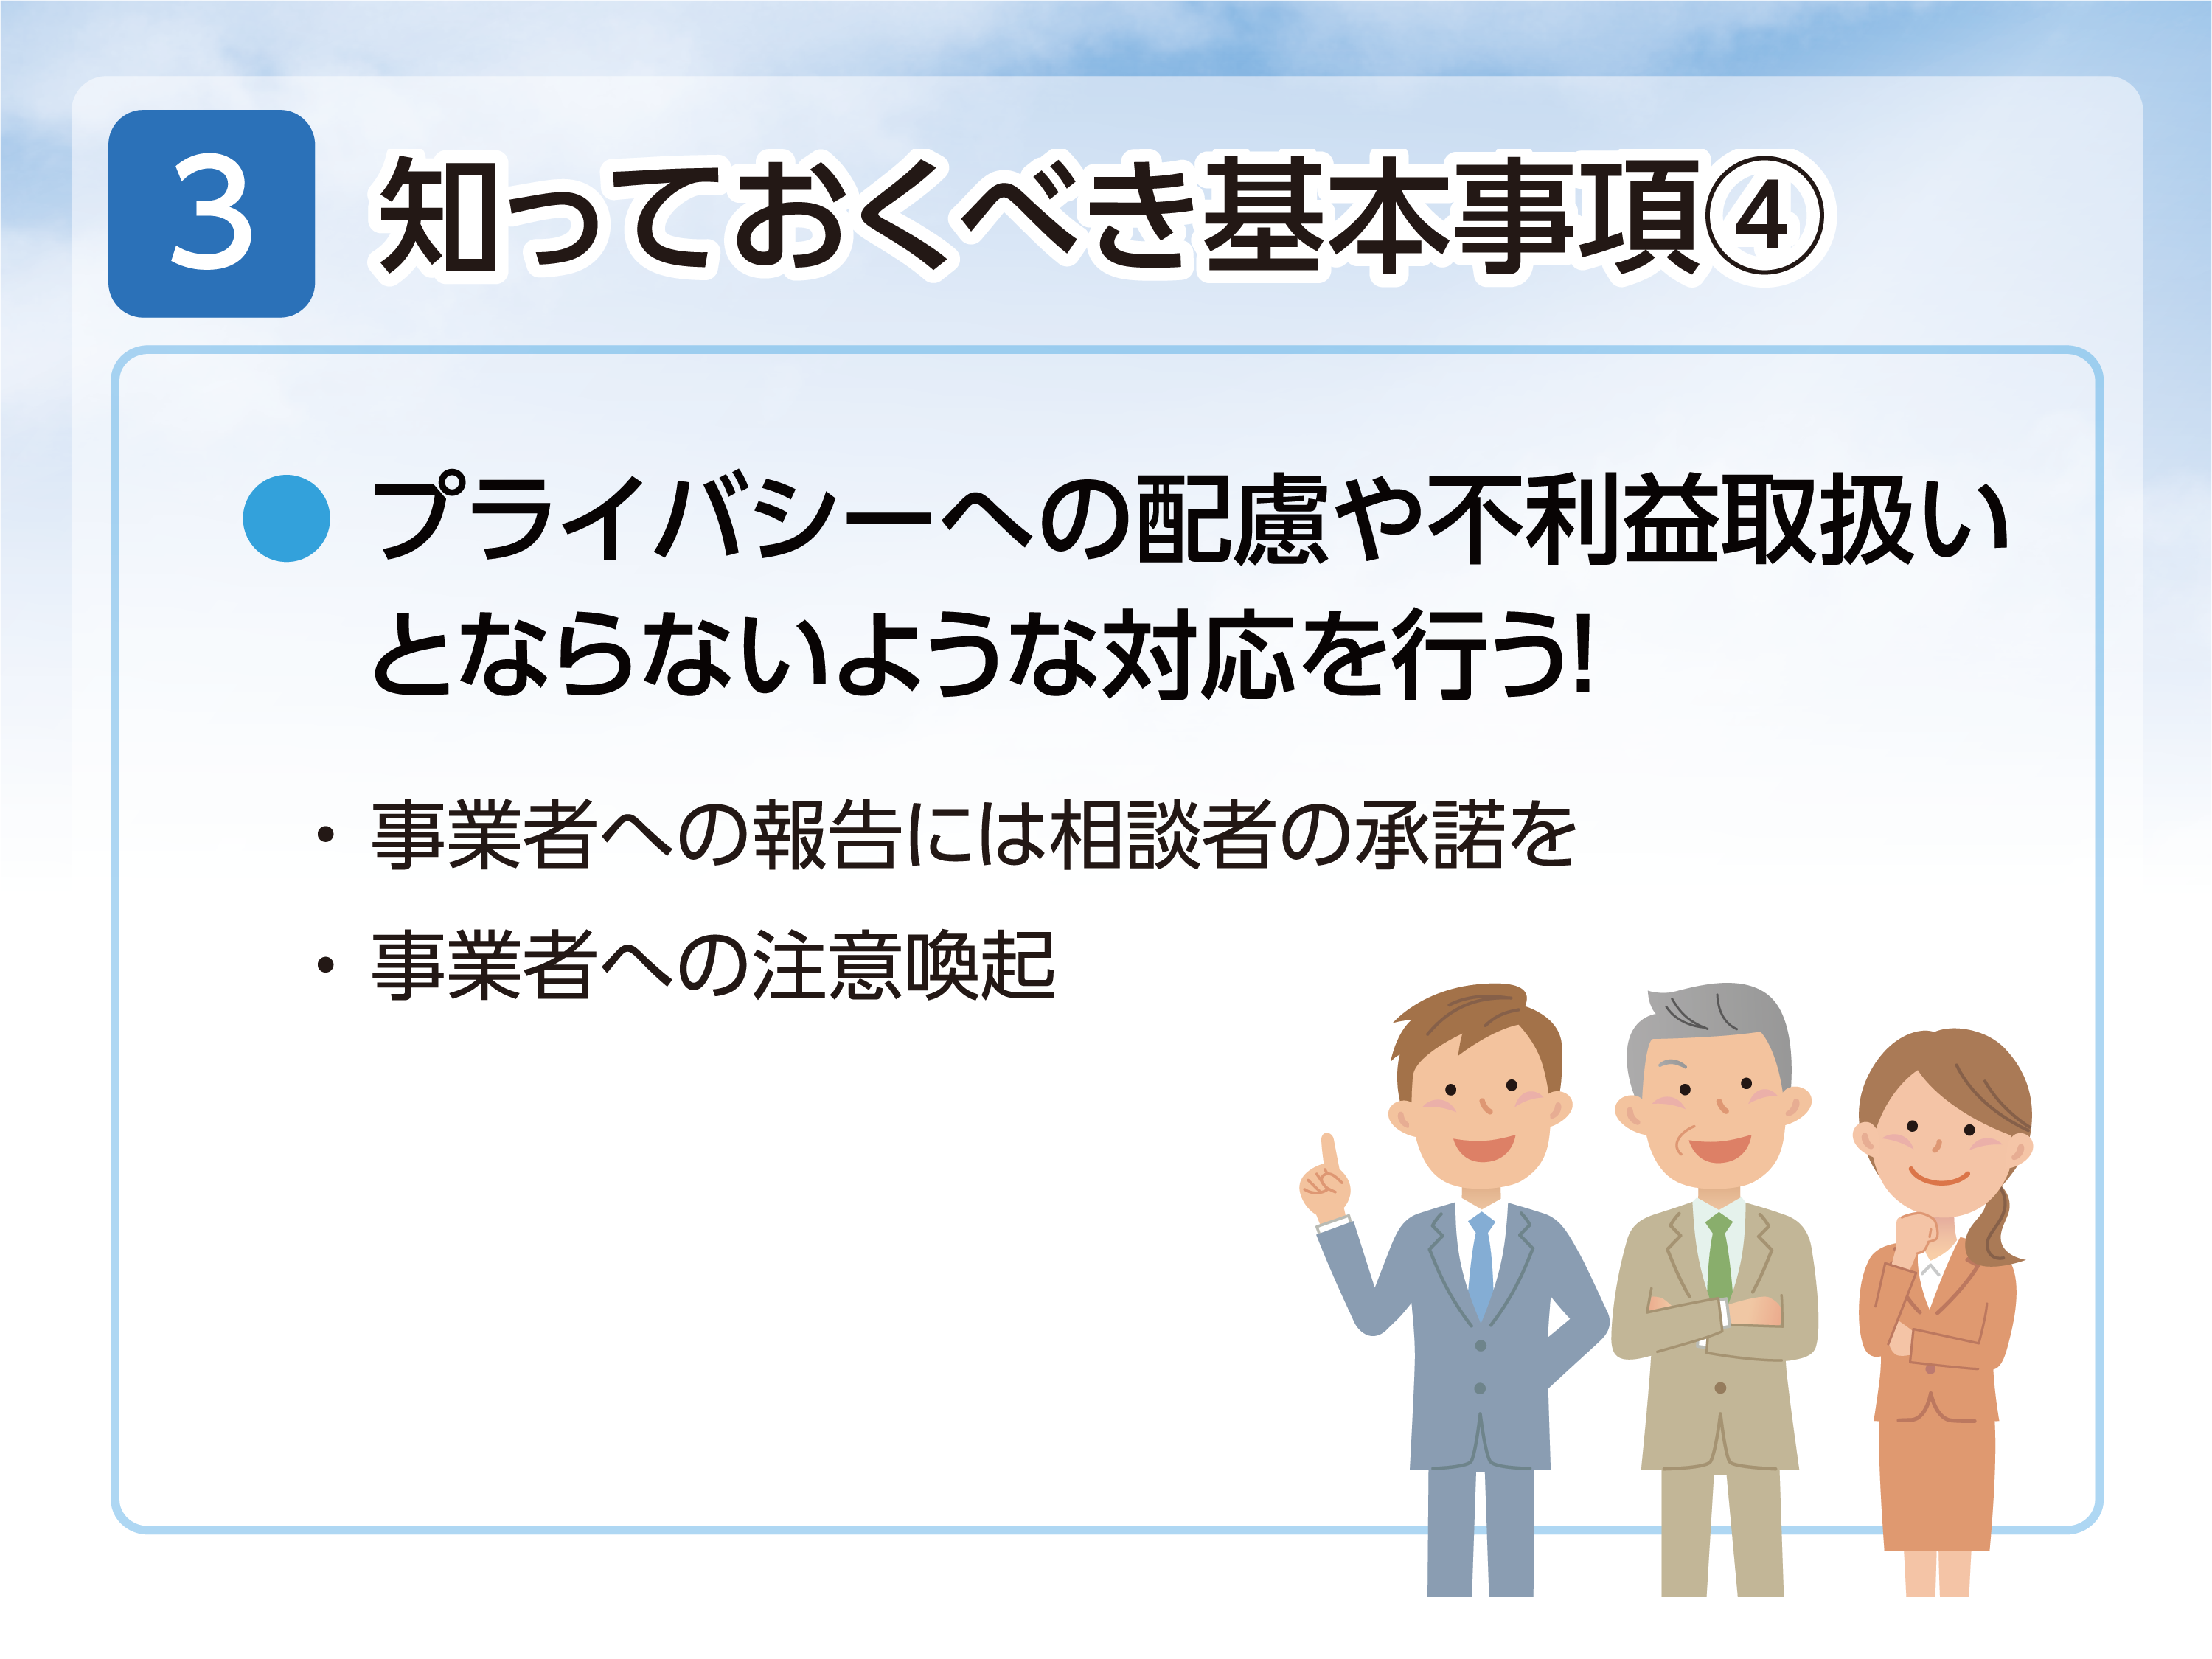 3
知っておくべき基本事項④
● プライバシーへの配慮や不利益取扱い
とならないような対応を行う!
・事業者への報告には相談者の承諾を
・事業者への注意喚起